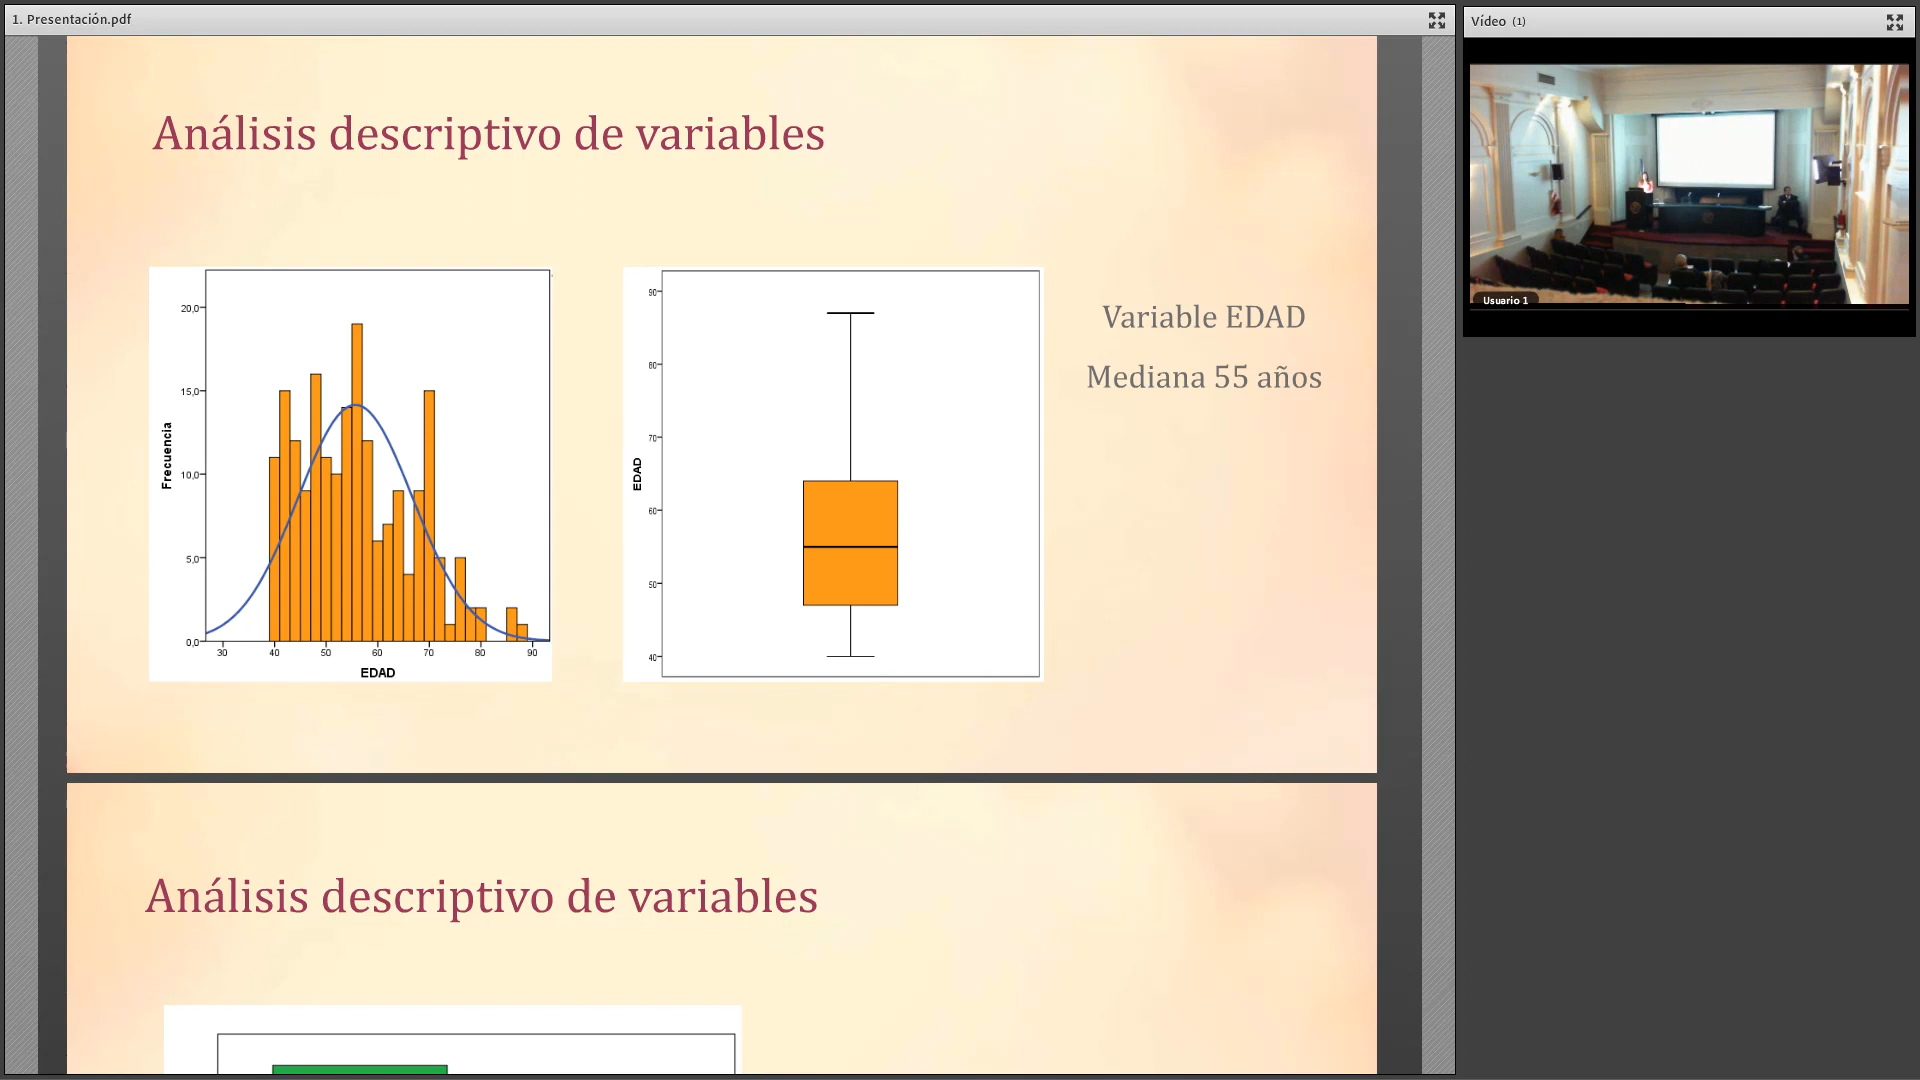 1. Presentación.pdf
Vídeo (1)
Usuario 1
Análisis descriptivo de variables
20,0
15,0
10,0
5,0
0,0
Frecuencia
30 40 50 60 70 80 90
EDAD
90
80
70
60
50
40
EDAD
Variable EDAD
Mediana 55 años
Análisis descriptivo de variables